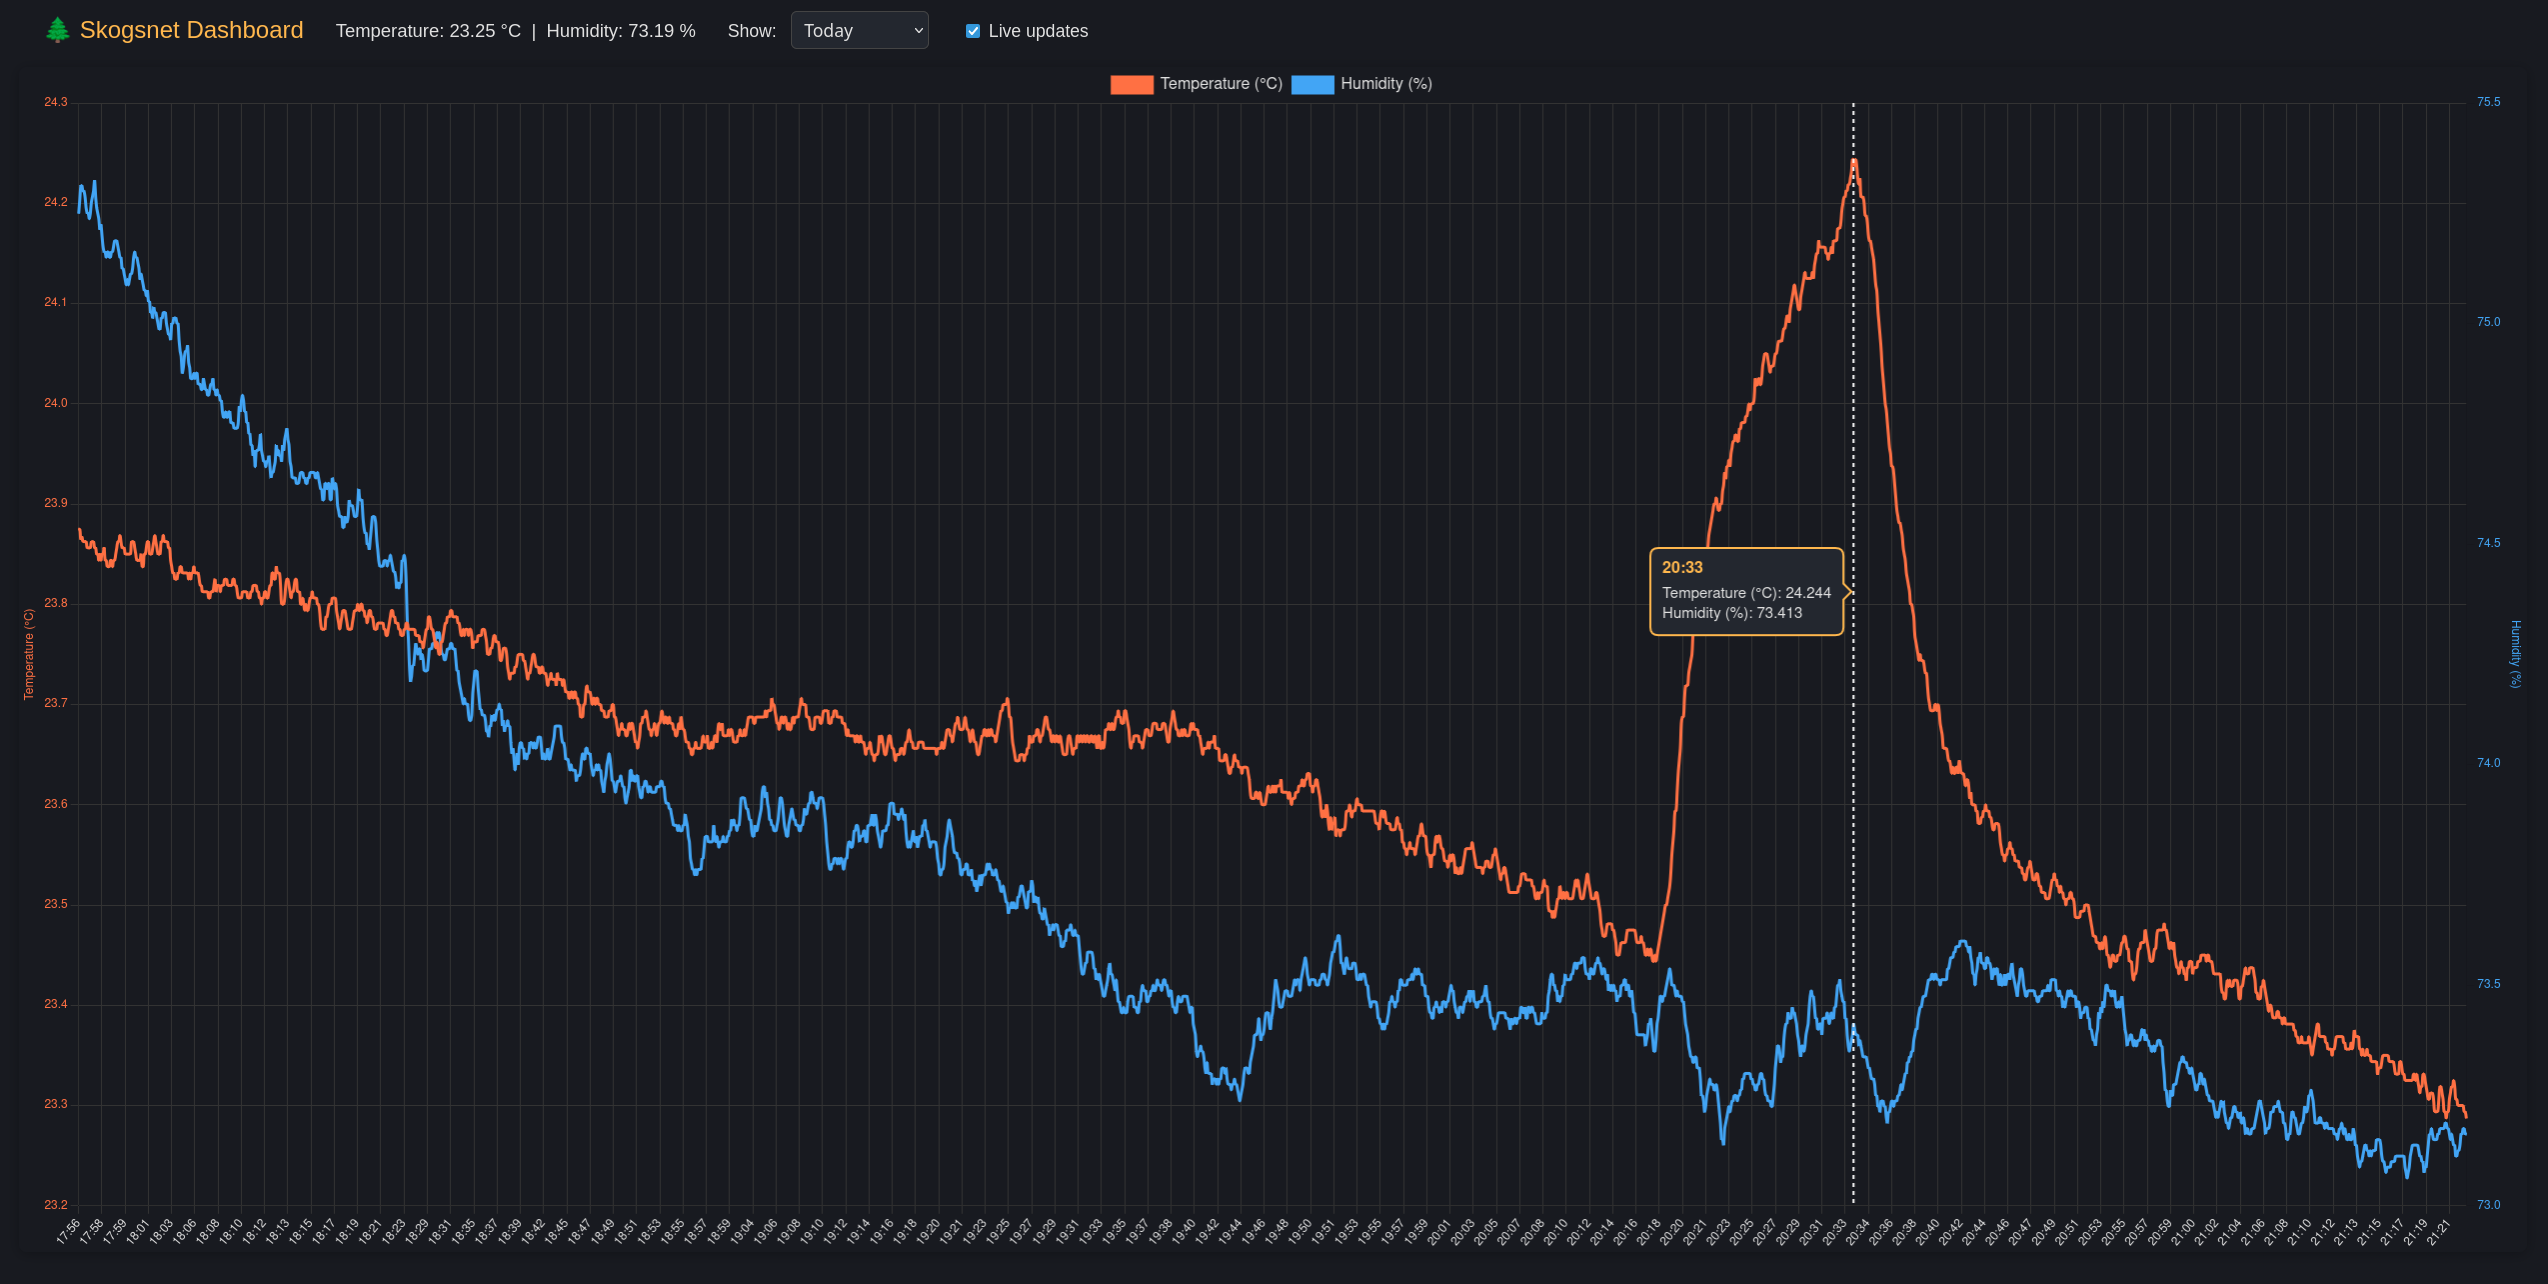 🌲 Skogsnet Dashboard
Temperature: 23.25 °C | Humidity: 73.19 %
Show: Today
Live updates
Temperature (°C) Humidity (%)
24.3
24.2
24.1
24.0
23.9
23.8
23.7
23.6
23.5
23.4
23.3
23.2
Temperature (°C)
20:33
Temperature (°C): 24.244
Humidity (%): 73.413
75.5
75.0
74.5
74.0
73.5
73.0
Humidity (%)
17:56 17:58 17:59 18:01 18:03 18:06 18:08 18:10 18:12 18:13 18:15 18:17 18:19 18:21 18:23 18:29 18:31 18:35 18:37 18:39 18:42 18:45 18:47 18:49 18:51 18:53 18:55 18:57 18:59 19:04 19:06 19:08 19:10 19:12 19:14 19:16 19:18 19:20 19:21 19:23 19:25 19:27 19:29 19:31 19:33 19:35 19:37 19:38 19:40 19:42 19:44 19:46 19:48 19:50 19:51 19:53 19:55 19:57 19:59 20:01 20:03 20:05 20:07 20:08 20:10 20:12 20:14 20:16 20:18 20:20 20:21 20:23 20:25 20:27 20:29 20:31 20:33 20:34 20:36 20:38 20:40 20:42 20:44 20:46 20:47 20:49 20:51 20:53 20:55 20:57 20:59 21:00 21:02 21:04 21:06 21:08 21:10 21:12 21:13 21:15 21:17 21:19 21:21